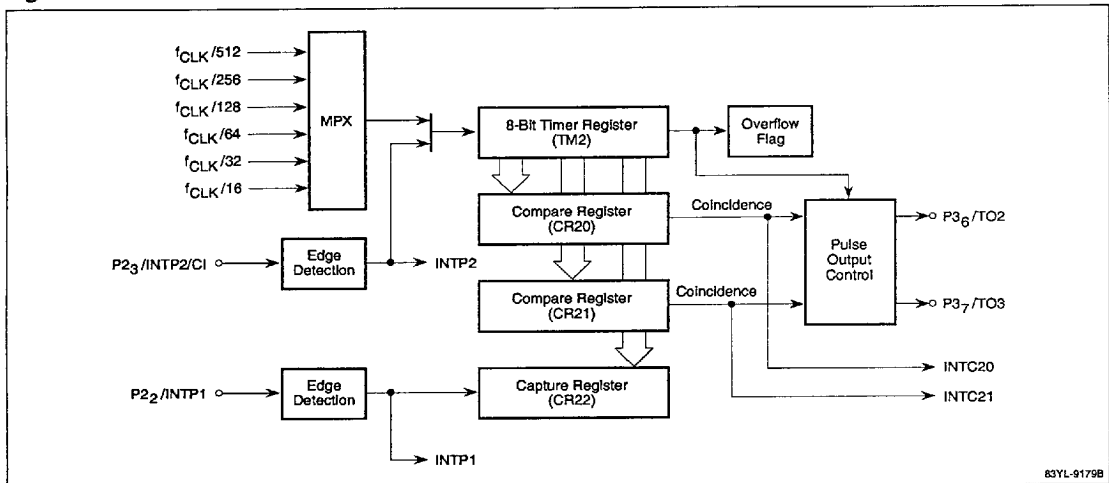 fCLK/512
fCLK/256
fCLK/128
fCLK/64
fCLK/32
fCLK/16
MPX
8-Bit Timer Register
(TM2)
Overflow
Flag
Compare Register
(CR20)
Coincidence
P36/TO2
Pulse
Output
Control
P23/INTP2/CI
Edge
Detection
INTP2
Compare Register
(CR21)
Coincidence
P37/TO3
INTC20
P22/INTP1
Edge
Detection
Capture Register
(CR22)
INTC21
INTP1
83YL-9179B